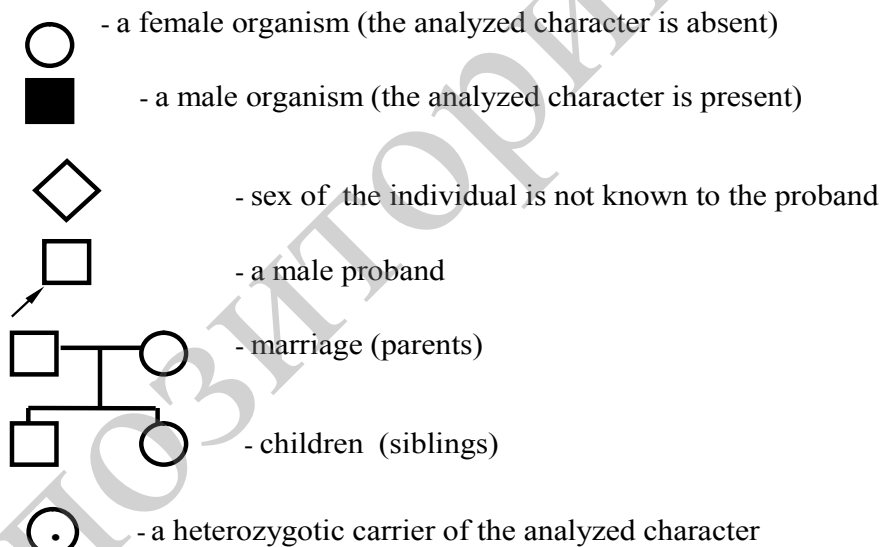 - a female organism (the analyzed character is absent)
- a male organism (the analyzed character is present)
- sex of the individual is not known to the proband
- a male proband
- marriage (parents)
- children (siblings)
- a heterozygotic carrier of the analyzed character
позитори